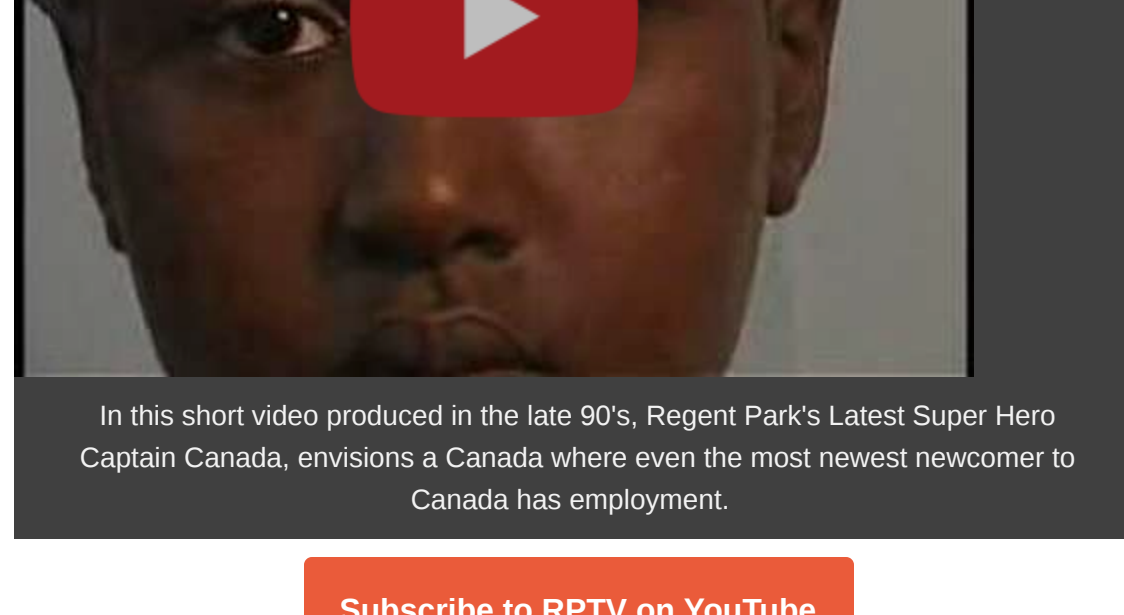 In this short video produced in the late 90's, Regent Park's Latest Super Hero
Captain Canada, envisions a Canada where even the most newest newcomer to
Canada has employment.
Subscribe to RPTV on YouTube